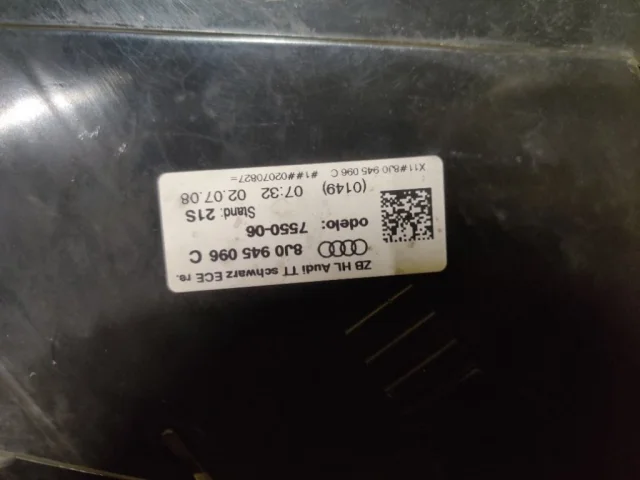 ZB HL Audi TT schwarz ECE re.
8J0 945 096 C
odelo: 7550-06
Stand: 21S
(0149) 07:32 02.07.08
X11#8J0 945 096 C
#1##02070827=